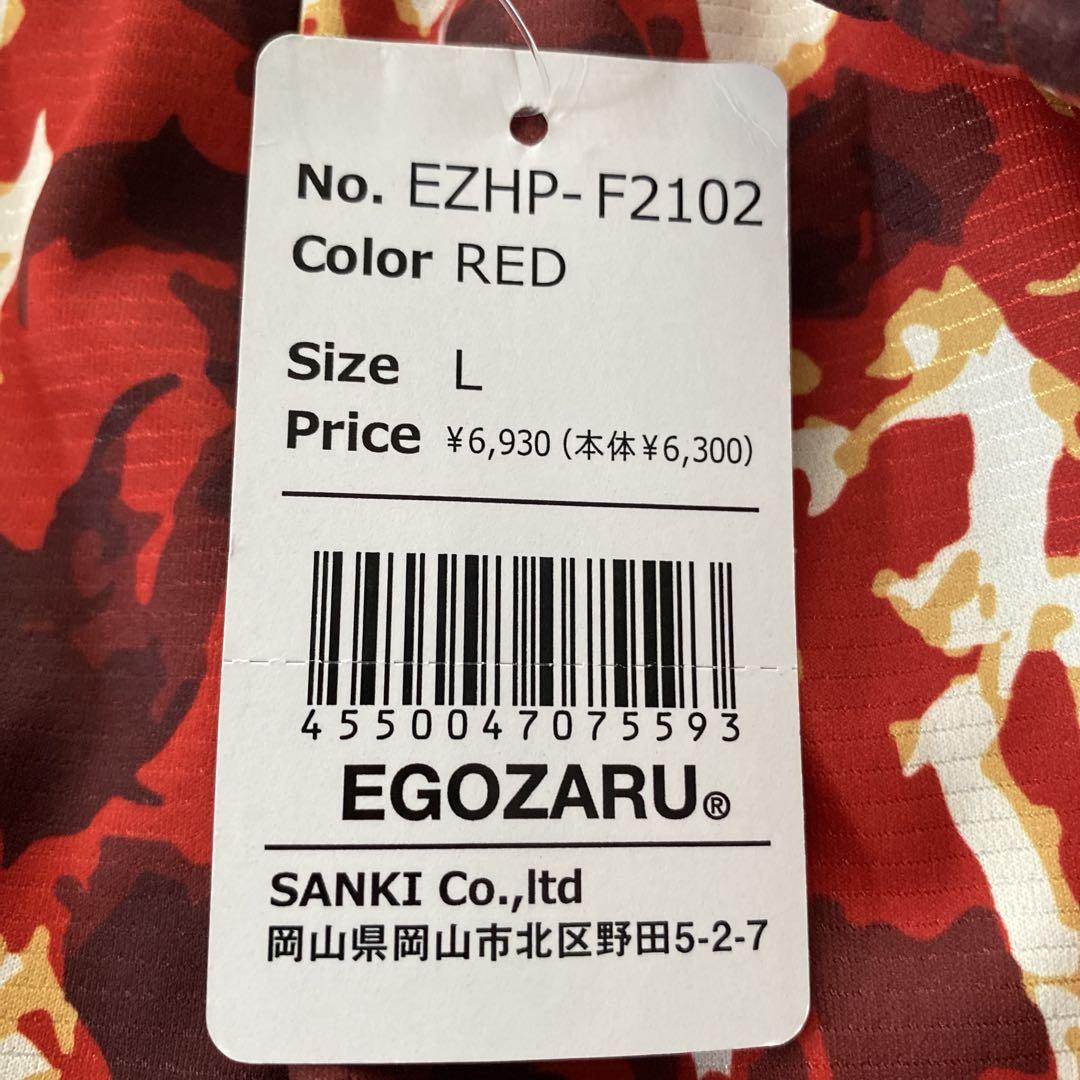 No. EZHP-F2102
Color RED
Size L
Price ¥6,930(本体¥6,300)
4550047075593
EGOZARU®
SANKI Co.,ltd
岡山県岡山市北区野田5-2-7